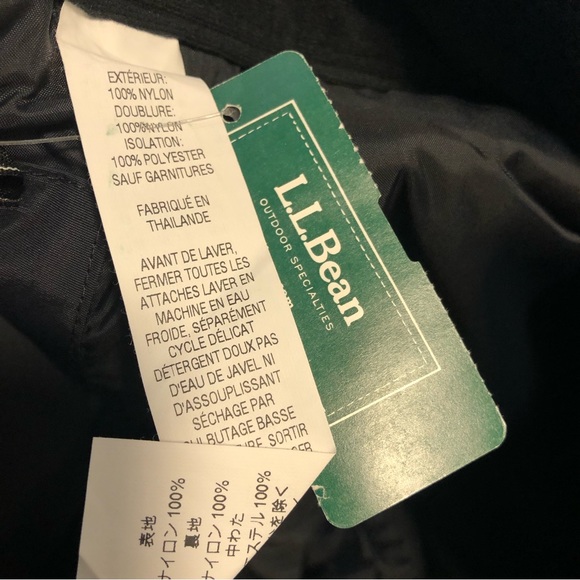 EXTÉRIEUR:
100% NYLON
DOUBLURE:
100% NYLON
ISOLATION:
100% POLYESTER
SAUF GARNITURES
FABRIQUÉ EN
THAILANDE
AVANT DE LAVER,
FERMER TOUTES LES
ATTACHES LAVER EN
MACHINE EN EAU
FROIDE, SÉPARÉMENT
CYCLE DÉLICAT
DÉTERGENT DOUX PAS
D'EAU DE JAVEL NI
D'ASSOUPLISSANT
SÉCHAGE PAR
BASSE
SORTIR
L.L.Bean
OUTDOOR SPECIALTIES
表地
ナイロン 100%
裏地
ナイロン 100%
中わた
ステル 100%
を除く